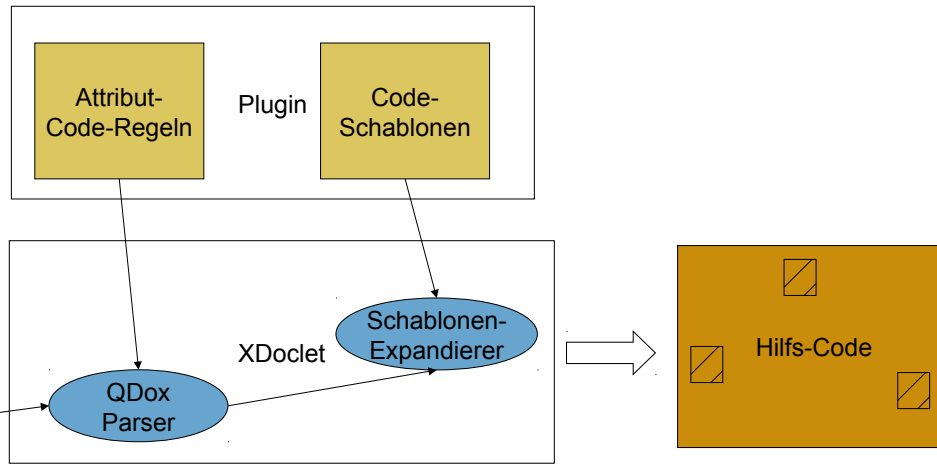 Attribut-
Code-Regeln
Plugin
Code-
Schablonen
Schablonen-
Expandierer
XDoclet
QDox
Parser
Hilfs-Code